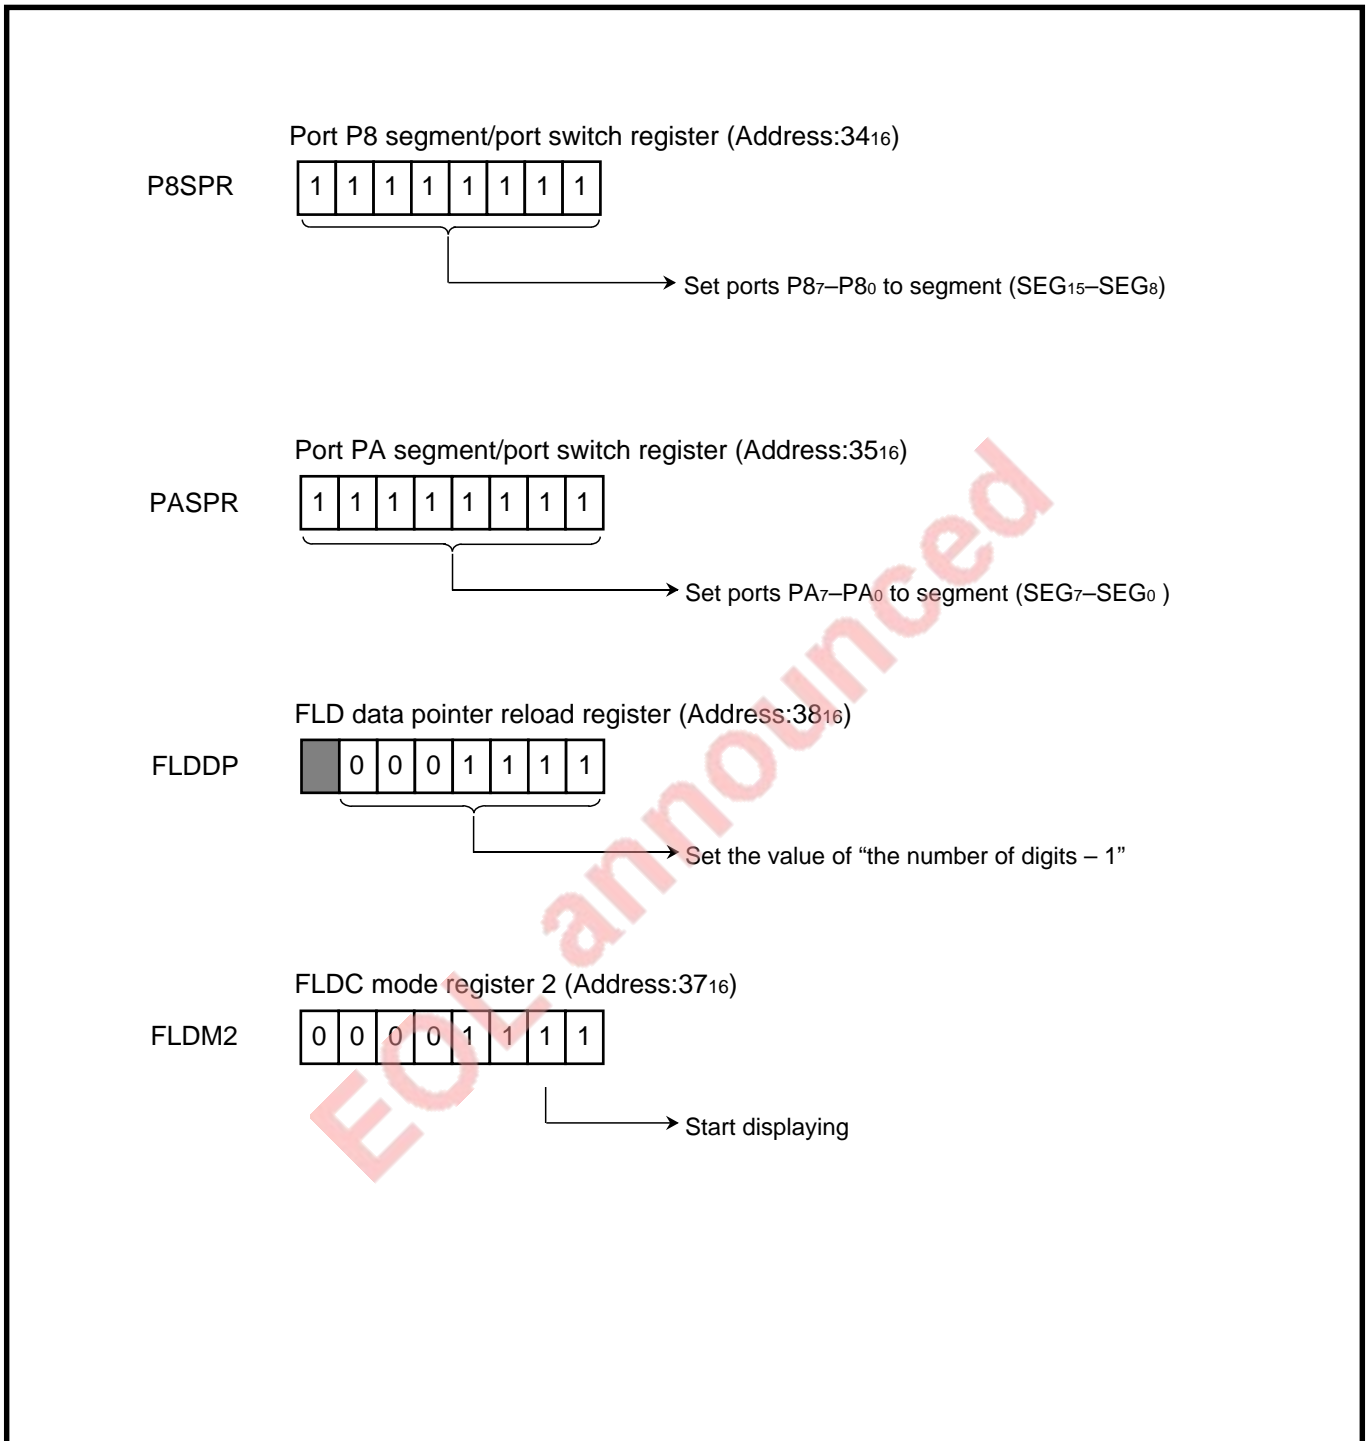 Port P8 segment/port switch register (Address:3416)
P8SPR 1 1 1 1 1 1 1 1
Set ports P87–P80 to segment (SEG15–SEG8)
Port PA segment/port switch register (Address:3516)
PASPR 1 1 1 1 1 1 1 1
Set ports PA7–PA0 to segment (SEG7–SEG0 )
FLD data pointer reload register (Address:3816)
FLDDP 0 0 0 1 1 1 1
Set the value of “the number of digits – 1”
FLDC mode register 2 (Address:3716)
FLDM2 0 0 0 0 1 1 1 1
Start displaying
EOL announced